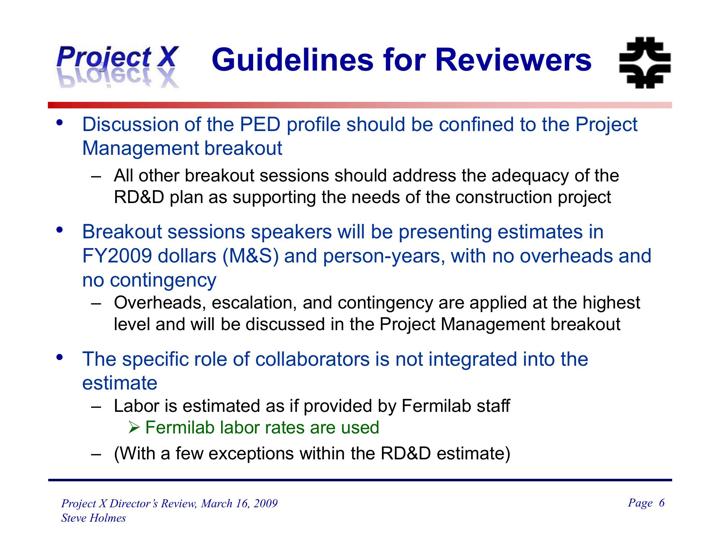 Project X
Guidelines for Reviewers
• Discussion of the PED profile should be confined to the Project
Management breakout
– All other breakout sessions should address the adequacy of the
RD&D plan as supporting the needs of the construction project
• Breakout sessions speakers will be presenting estimates in
FY2009 dollars (M&S) and person-years, with no overheads and
no contingency
– Overheads, escalation, and contingency are applied at the highest
level and will be discussed in the Project Management breakout
• The specific role of collaborators is not integrated into the
estimate
– Labor is estimated as if provided by Fermilab staff
➢ Fermilab labor rates are used
– (With a few exceptions within the RD&D estimate)
Project X Director’s Review, March 16, 2009
Steve Holmes
Page 6